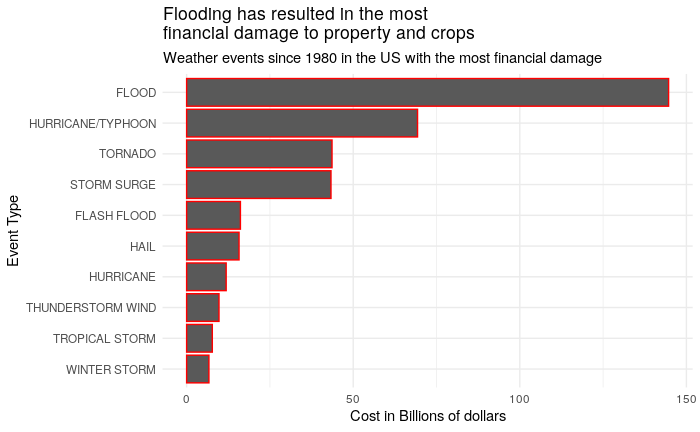 Flooding has resulted in the most
financial damage to property and crops
Weather events since 1980 in the US with the most financial damage
Event Type
FLOOD
HURRICANE/TYPHOON
TORNADO
STORM SURGE
FLASH FLOOD
HAIL
HURRICANE
THUNDERSTORM WIND
TROPICAL STORM
WINTER STORM
0 50 100 150
Cost in Billions of dollars